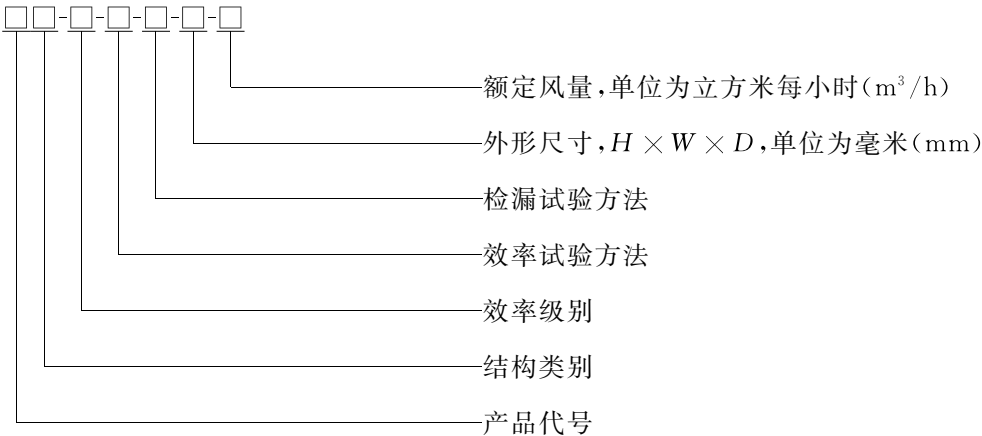 □□-□-□-□-□-□
额定风量,单位为立方米每小时(m³/h)
外形尺寸,H×W×D,单位为毫米(mm)
检漏试验方法
效率试验方法
效率级别
结构类别
产品代号